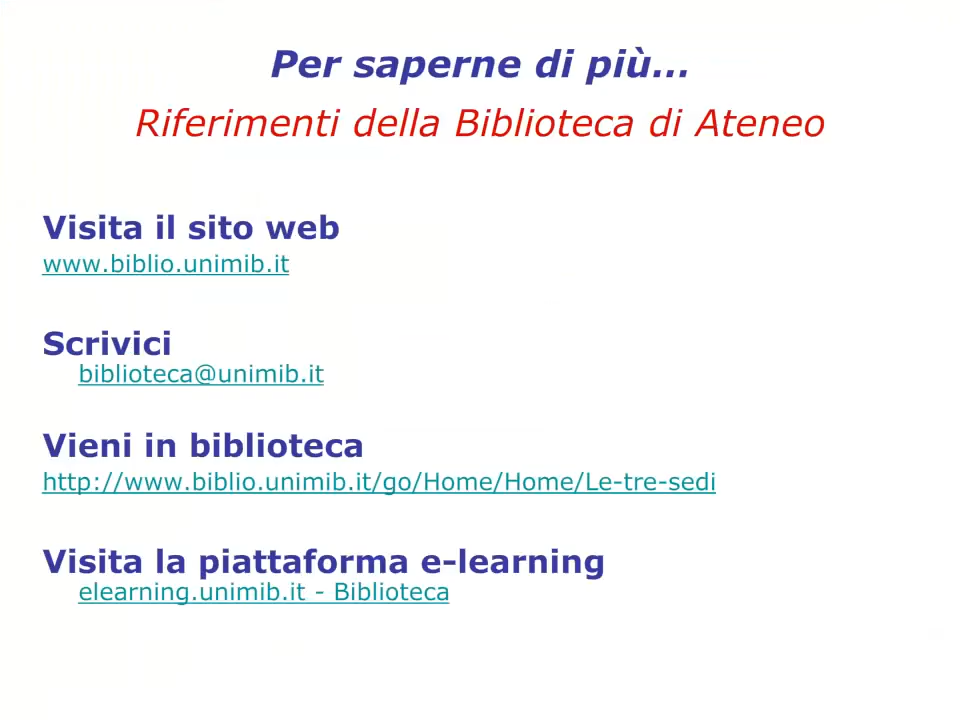 Per saperne di più…
Riferimenti della Biblioteca di Ateneo
Visita il sito web
www.biblio.unimib.it
Scrivici
biblioteca@unimib.it
Vieni in biblioteca
http://www.biblio.unimib.it/go/Home/Home/Le-tre-sedi
Visita la piattaforma e-learning
elearning.unimib.it - Biblioteca